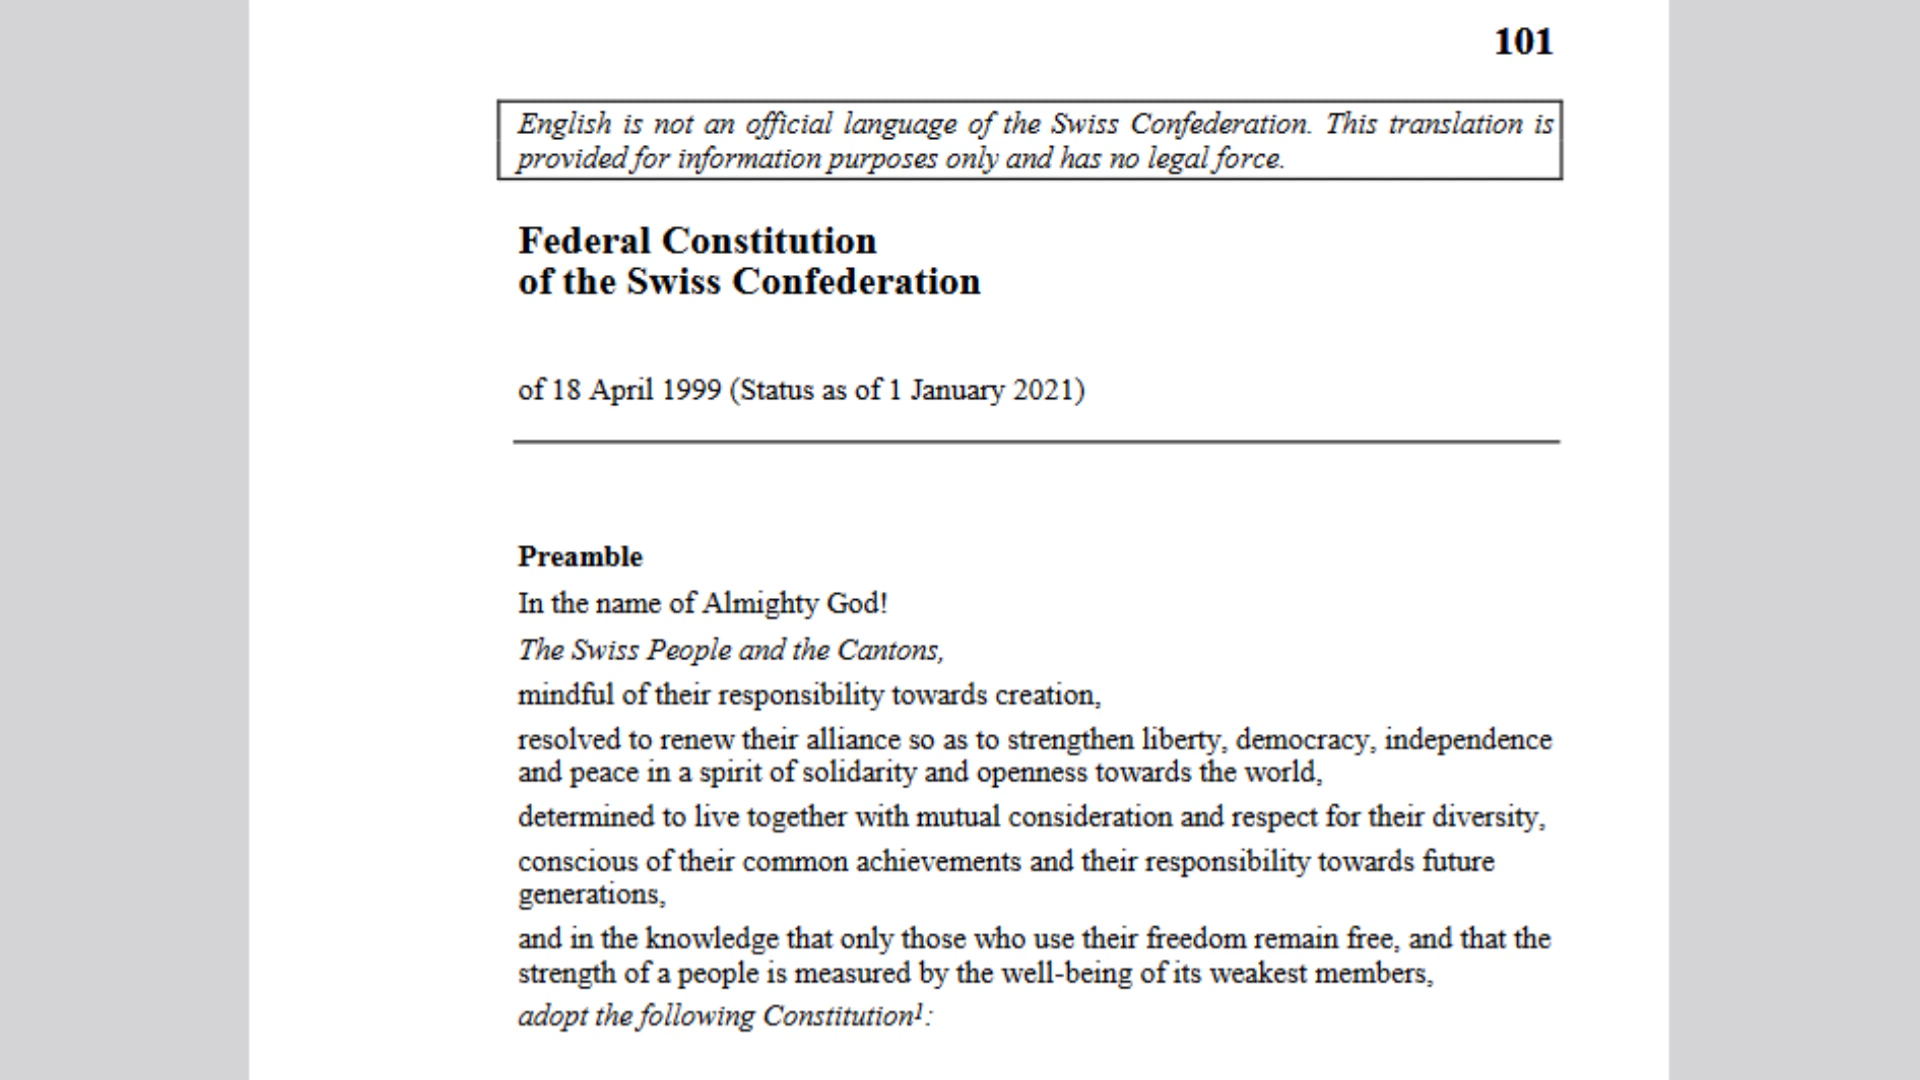 101
English is not an official language of the Swiss Confederation. This translation is
provided for information purposes only and has no legal force.
Federal Constitution
of the Swiss Confederation
of 18 April 1999 (Status as of 1 January 2021)
Preamble
In the name of Almighty God!
The Swiss People and the Cantons,
mindful of their responsibility towards creation,
resolved to renew their alliance so as to strengthen liberty, democracy, independence
and peace in a spirit of solidarity and openness towards the world,
determined to live together with mutual consideration and respect for their diversity,
conscious of their common achievements and their responsibility towards future
generations,
and in the knowledge that only those who use their freedom remain free, and that the
strength of a people is measured by the well-being of its weakest members,
adopt the following Constitution¹: